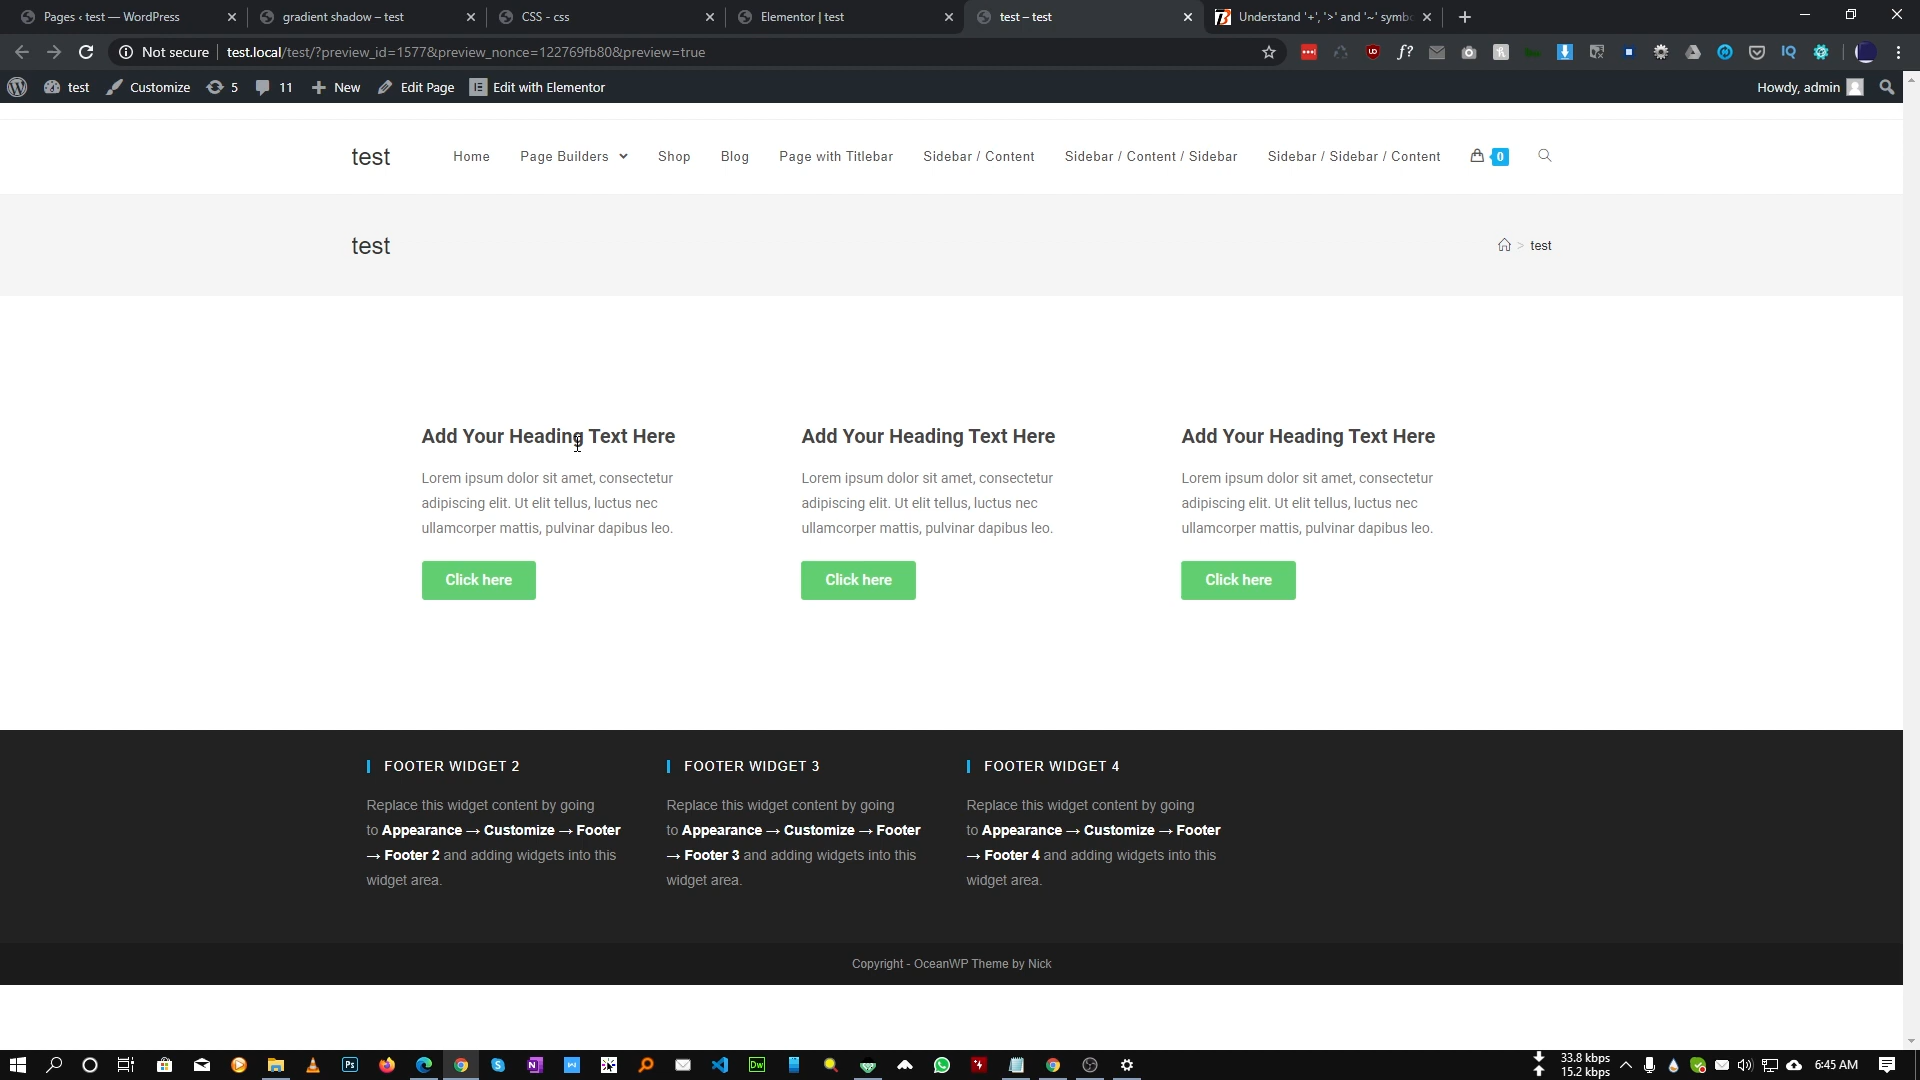 Pages ‹ test — WordPress
gradient shadow – test
CSS - css
Elementor | test
test – test
Understand '+', '>' and '~' symb
Not secure
test.local/test/?preview_id=1577&preview_nonce=122769fb80&preview=true
test
Customize
5
11
New
Edit Page
Edit with Elementor
Howdy, admin
test
Home
Page Builders
Shop
Blog
Page with Titlebar
Sidebar / Content
Sidebar / Content / Sidebar
Sidebar / Sidebar / Content
0
test
> test
Add Your Heading Text Here
Lorem ipsum dolor sit amet, consectetur
adipiscing elit. Ut elit tellus, luctus nec
ullamcorper mattis, pulvinar dapibus leo.
Click here
Add Your Heading Text Here
Lorem ipsum dolor sit amet, consectetur
adipiscing elit. Ut elit tellus, luctus nec
ullamcorper mattis, pulvinar dapibus leo.
Click here
Add Your Heading Text Here
Lorem ipsum dolor sit amet, consectetur
adipiscing elit. Ut elit tellus, luctus nec
ullamcorper mattis, pulvinar dapibus leo.
Click here
FOOTER WIDGET 2
Replace this widget content by going
to Appearance → Customize → Footer
→ Footer 2 and adding widgets into this
widget area.
FOOTER WIDGET 3
Replace this widget content by going
to Appearance → Customize → Footer
→ Footer 3 and adding widgets into this
widget area.
FOOTER WIDGET 4
Replace this widget content by going
to Appearance → Customize → Footer
→ Footer 4 and adding widgets into this
widget area.
Copyright - OceanWP Theme by Nick
33.8 kbps
15.2 kbps
6:45 AM